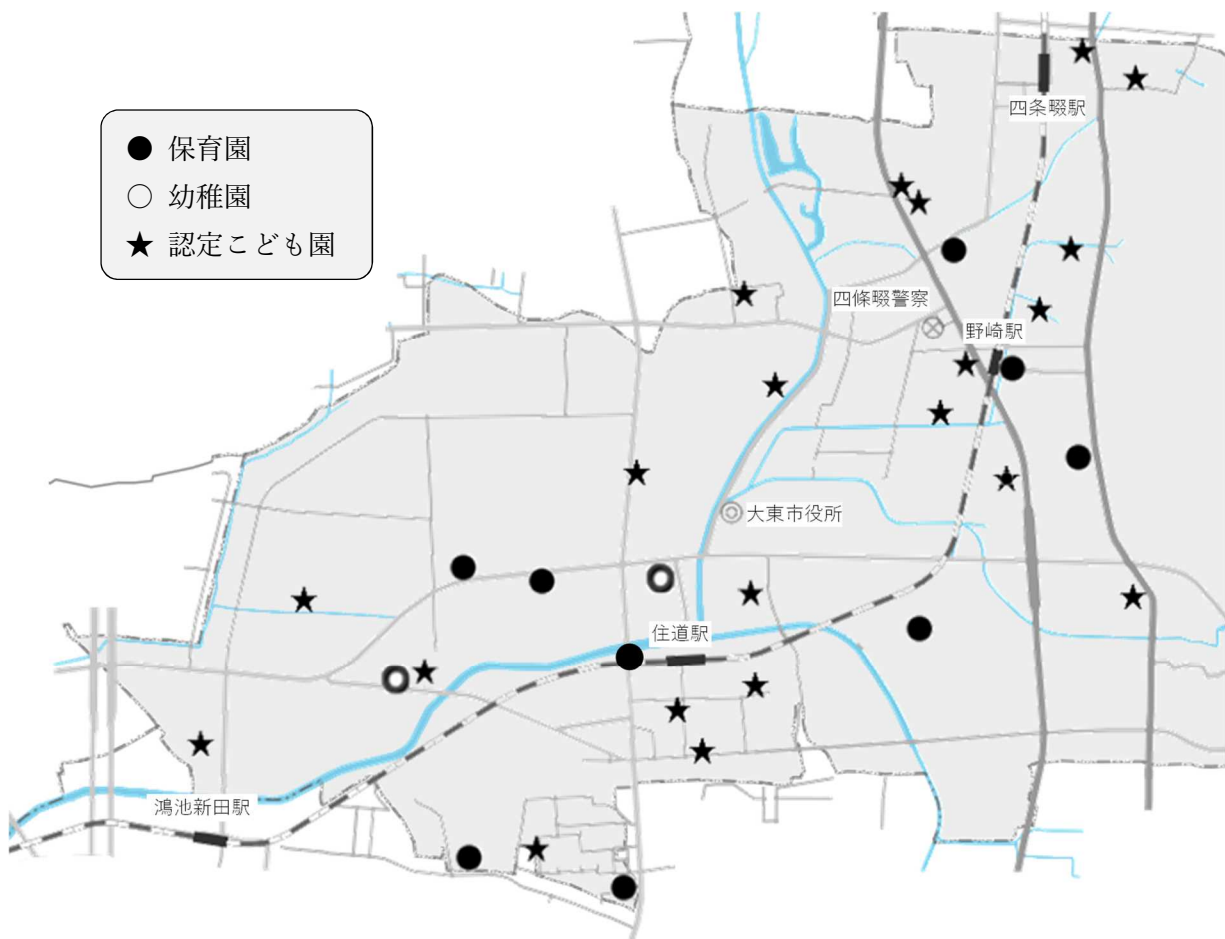 ● 保育園
○ 幼稚園
★ 認定こども園
四条畷駅
四條畷警察
野崎駅
大東市役所
住道駅
鴻池新田駅